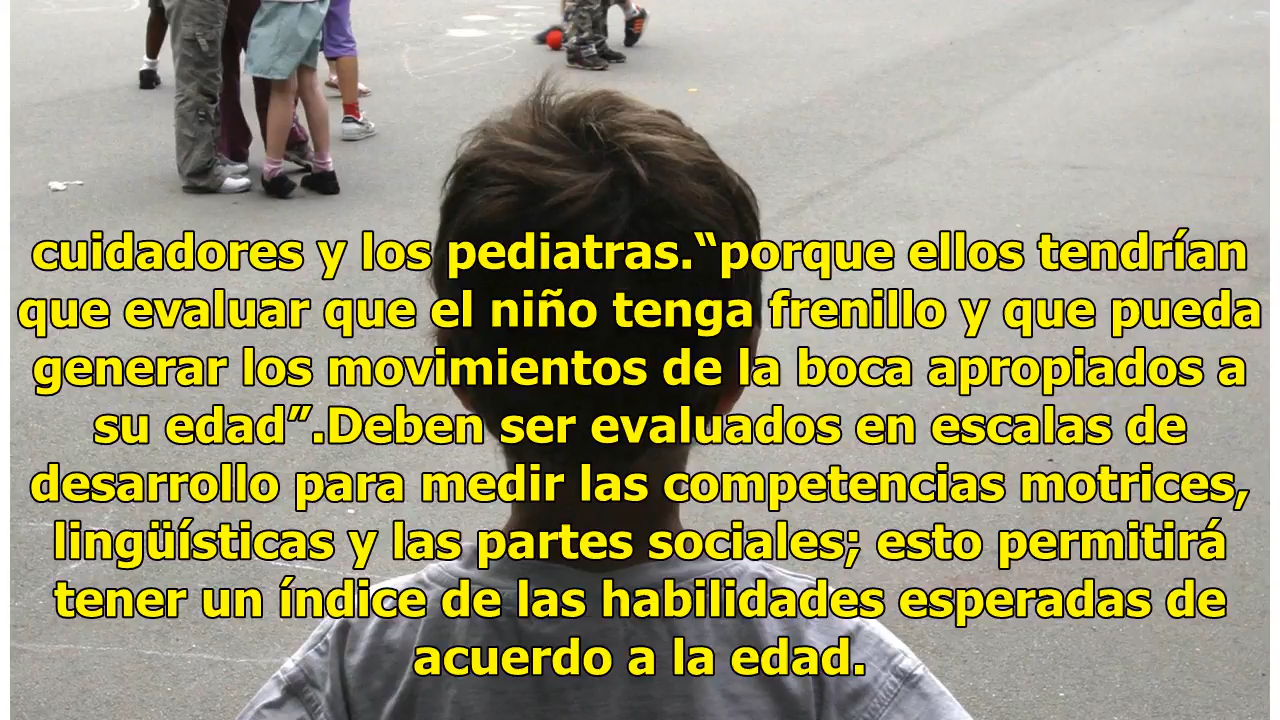 cuidadores y los pediatras.“porque ellos tendrían
que evaluar que el niño tenga frenillo y que pueda
generar los movimientos de la boca apropiados a
su edad”.Deben ser evaluados en escalas de
desarrollo para medir las competencias motrices,
lingüísticas y las partes sociales; esto permitirá
tener un índice de las habilidades esperadas de
acuerdo a la edad.